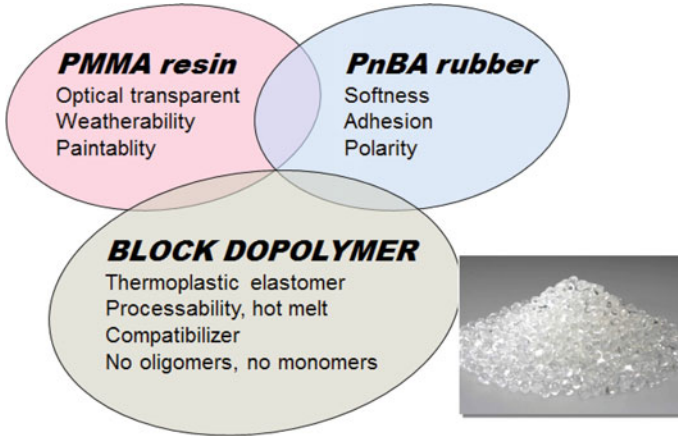 PMMA resin
Optical transparent
Weatherability
Paintablity
PnBA rubber
Softness
Adhesion
Polarity
BLOCK DOPOLYMER
Thermoplastic elastomer
Processability, hot melt
Compatibilizer
No oligomers, no monomers